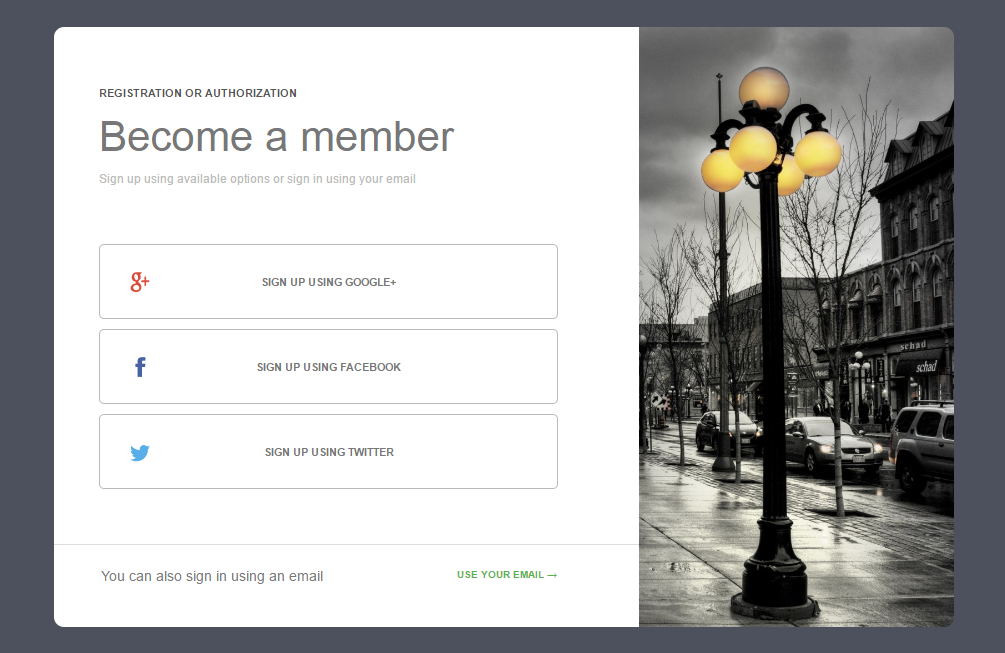 REGISTRATION OR AUTHORIZATION
Become a member
Sign up using available options or sign in using your email
g+
SIGN UP USING GOOGLE+
f
SIGN UP USING FACEBOOK
SIGN UP USING TWITTER
You can also sign in using an email
USE YOUR EMAIL →
schad
schad